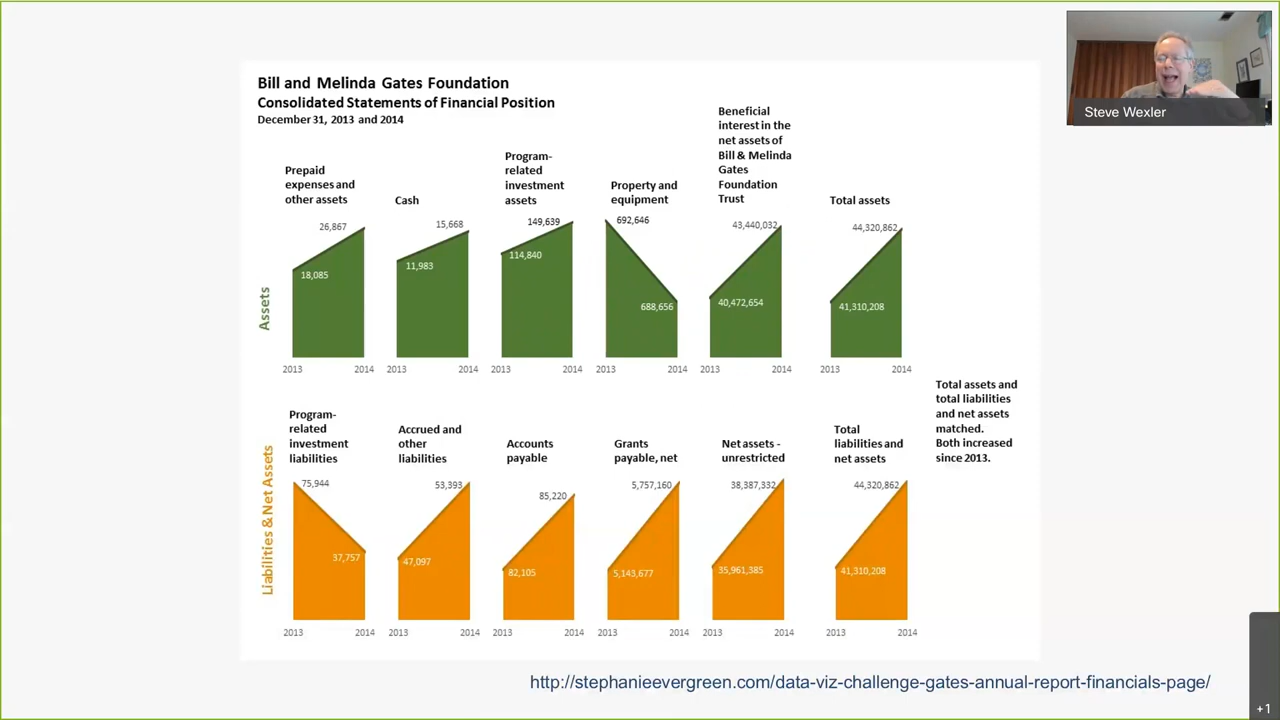 Steve Wexler
Bill and Melinda Gates Foundation
Consolidated Statements of Financial Position
December 31, 2013 and 2014
Assets
Prepaid
expenses and
other assets
26,867
18,085
2013 2014
Cash
15,668
11,983
2013 2014
Program-
related
investment
assets
149,639
114,840
2013 2014
Property and
equipment
692,646
688,656
2013 2014
Beneficial
interest in the
net assets of
Bill & Melinda
Gates
Foundation
Trust
43,440,032
40,472,654
2013 2014
Total assets
44,320,862
41,310,208
2013 2014
Liabilities & Net Assets
Program-
related
investment
liabilities
75,944
37,757
2013 2014
Accrued and
other
liabilities
53,393
47,097
2013 2014
Accounts
payable
85,220
82,105
2013 2014
Grants
payable, net
5,757,160
5,143,677
2013 2014
Net assets -
unrestricted
38,387,332
35,961,385
2013 2014
Total
liabilities and
net assets
44,320,862
41,310,208
2013 2014
Total assets and
total liabilities
and net assets
matched.
Both increased
since 2013.
http://stephanieevergreen.com/data-viz-challenge-gates-annual-report-financials-page/
+1